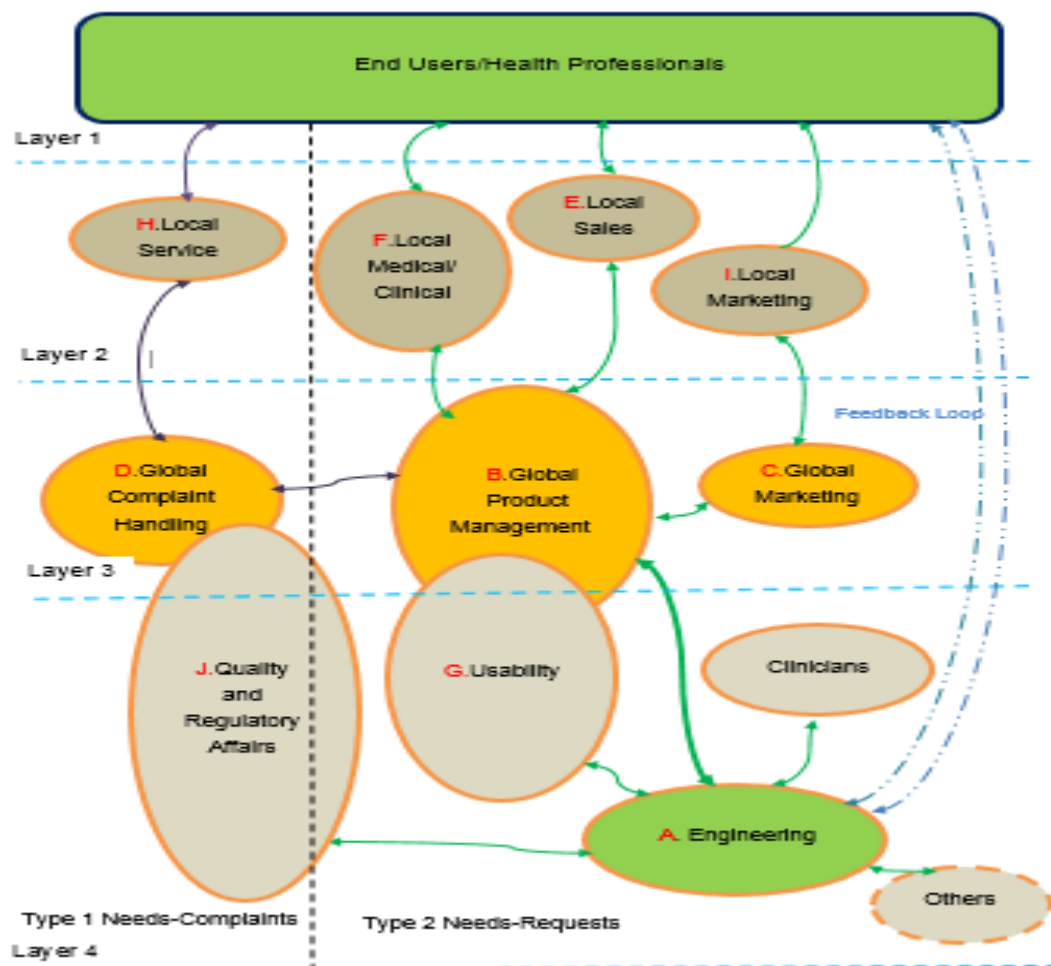 End Users/Health Professionals
Layer 1
H.Local
Service
F.Local
Medical/
Clinical
E.Local
Sales
I.Local
Marketing
Layer 2
Feedback Loop
D.Global
Complaint
Handling
B.Global
Product
Management
C.Global
Marketing
Layer 3
J.Quality
and
Regulatory
Affairs
G.Usability
Clinicians
A. Engineering
Others
Type 1 Needs-Complaints
Type 2 Needs-Requests
Layer 4